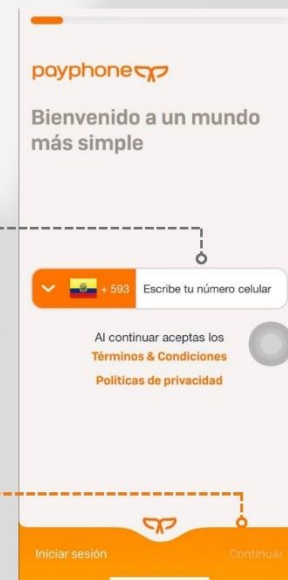 payphone
Bienvenido a un mundo
más simple
+ 593 Escribe tu número celular
Al continuar aceptas los
Términos & Condiciones
Políticas de privacidad
Iniciar sesión Continuar